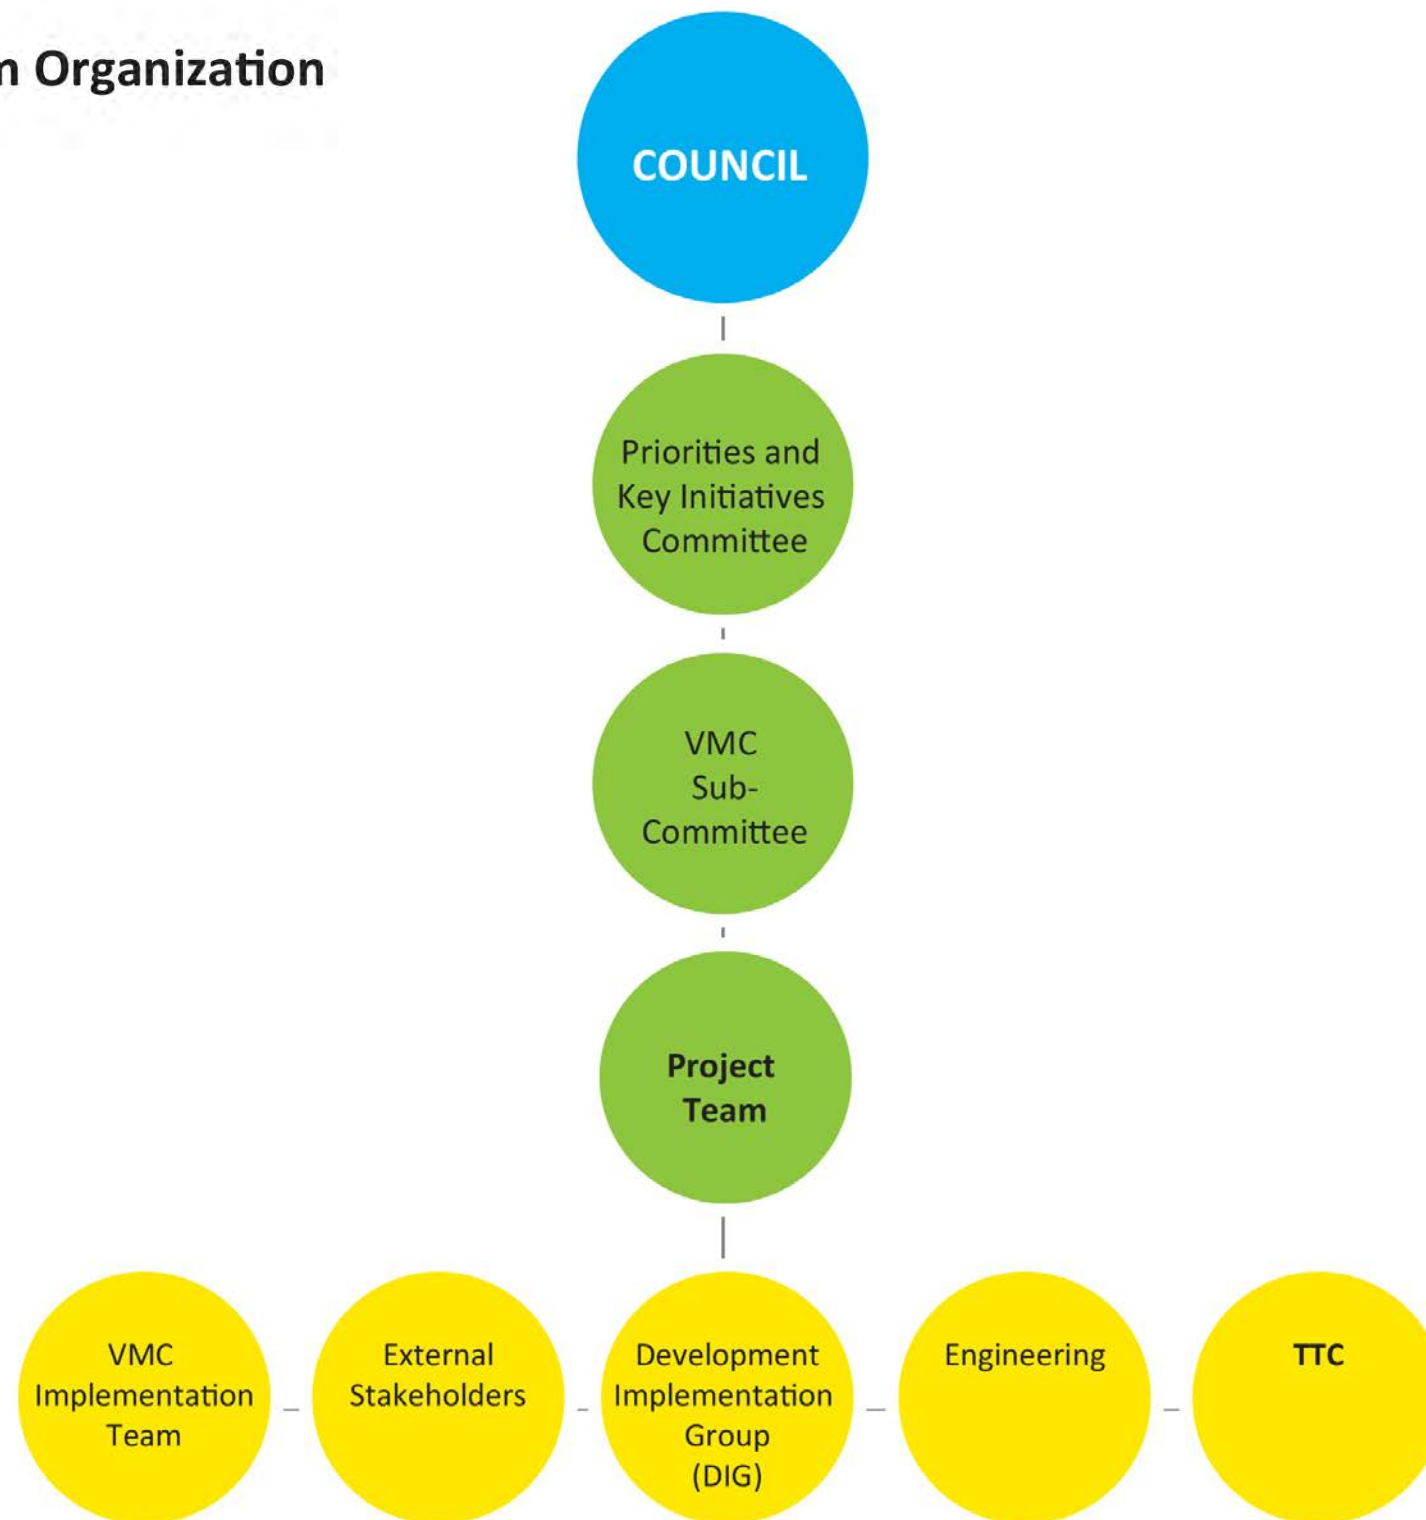 Organization
COUNCIL
Priorities and
Key Initiatives
Committee
VMC
Sub-
Committee
Project
Team
VMC
Implementation
Team
External
Stakeholders
Development
Implementation
Group
(DIG)
Engineering
TTC